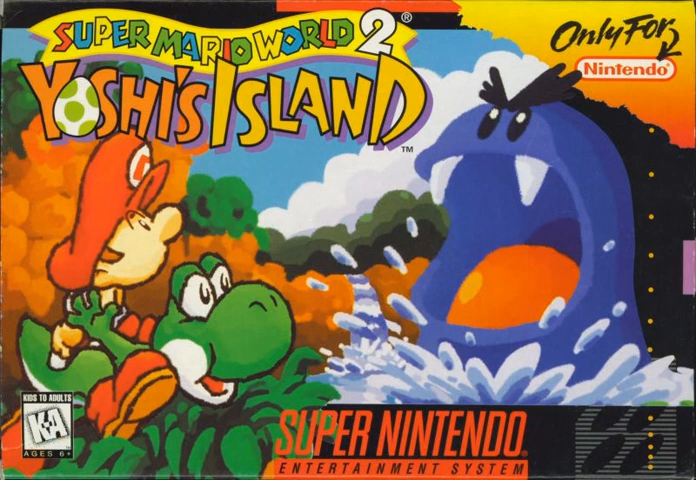 SUPER MARIO WORLD 2®
YOSHI'S ISLAND
TM
Only For
Nintendo®
KIDS TO ADULTS
KA
AGES 6+
SUPER NINTENDO®
ENTERTAINMENT SYSTEM